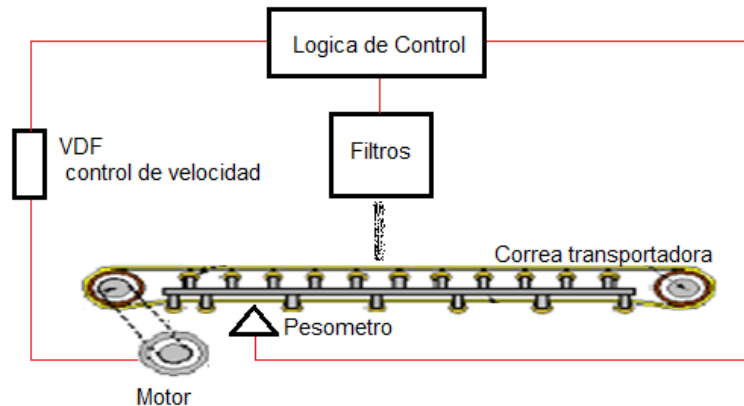 Logica de Control
VDF
control de velocidad
Filtros
Correa transportadora
Pesometro
Motor